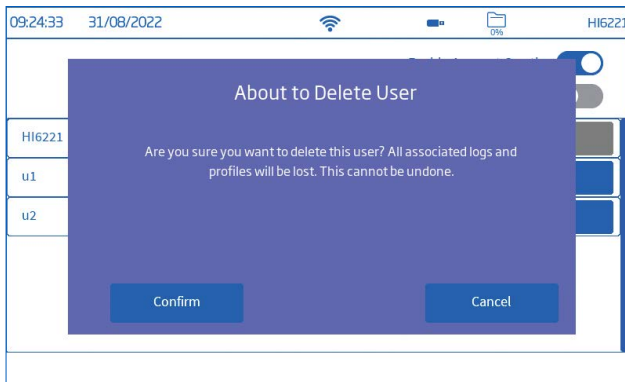 09:24:33 31/08/2022 0% HI6221
About to Delete User
HI6221
Are you sure you want to delete this user? All associated logs and
profiles will be lost. This cannot be undone.
u1
u2
Confirm Cancel